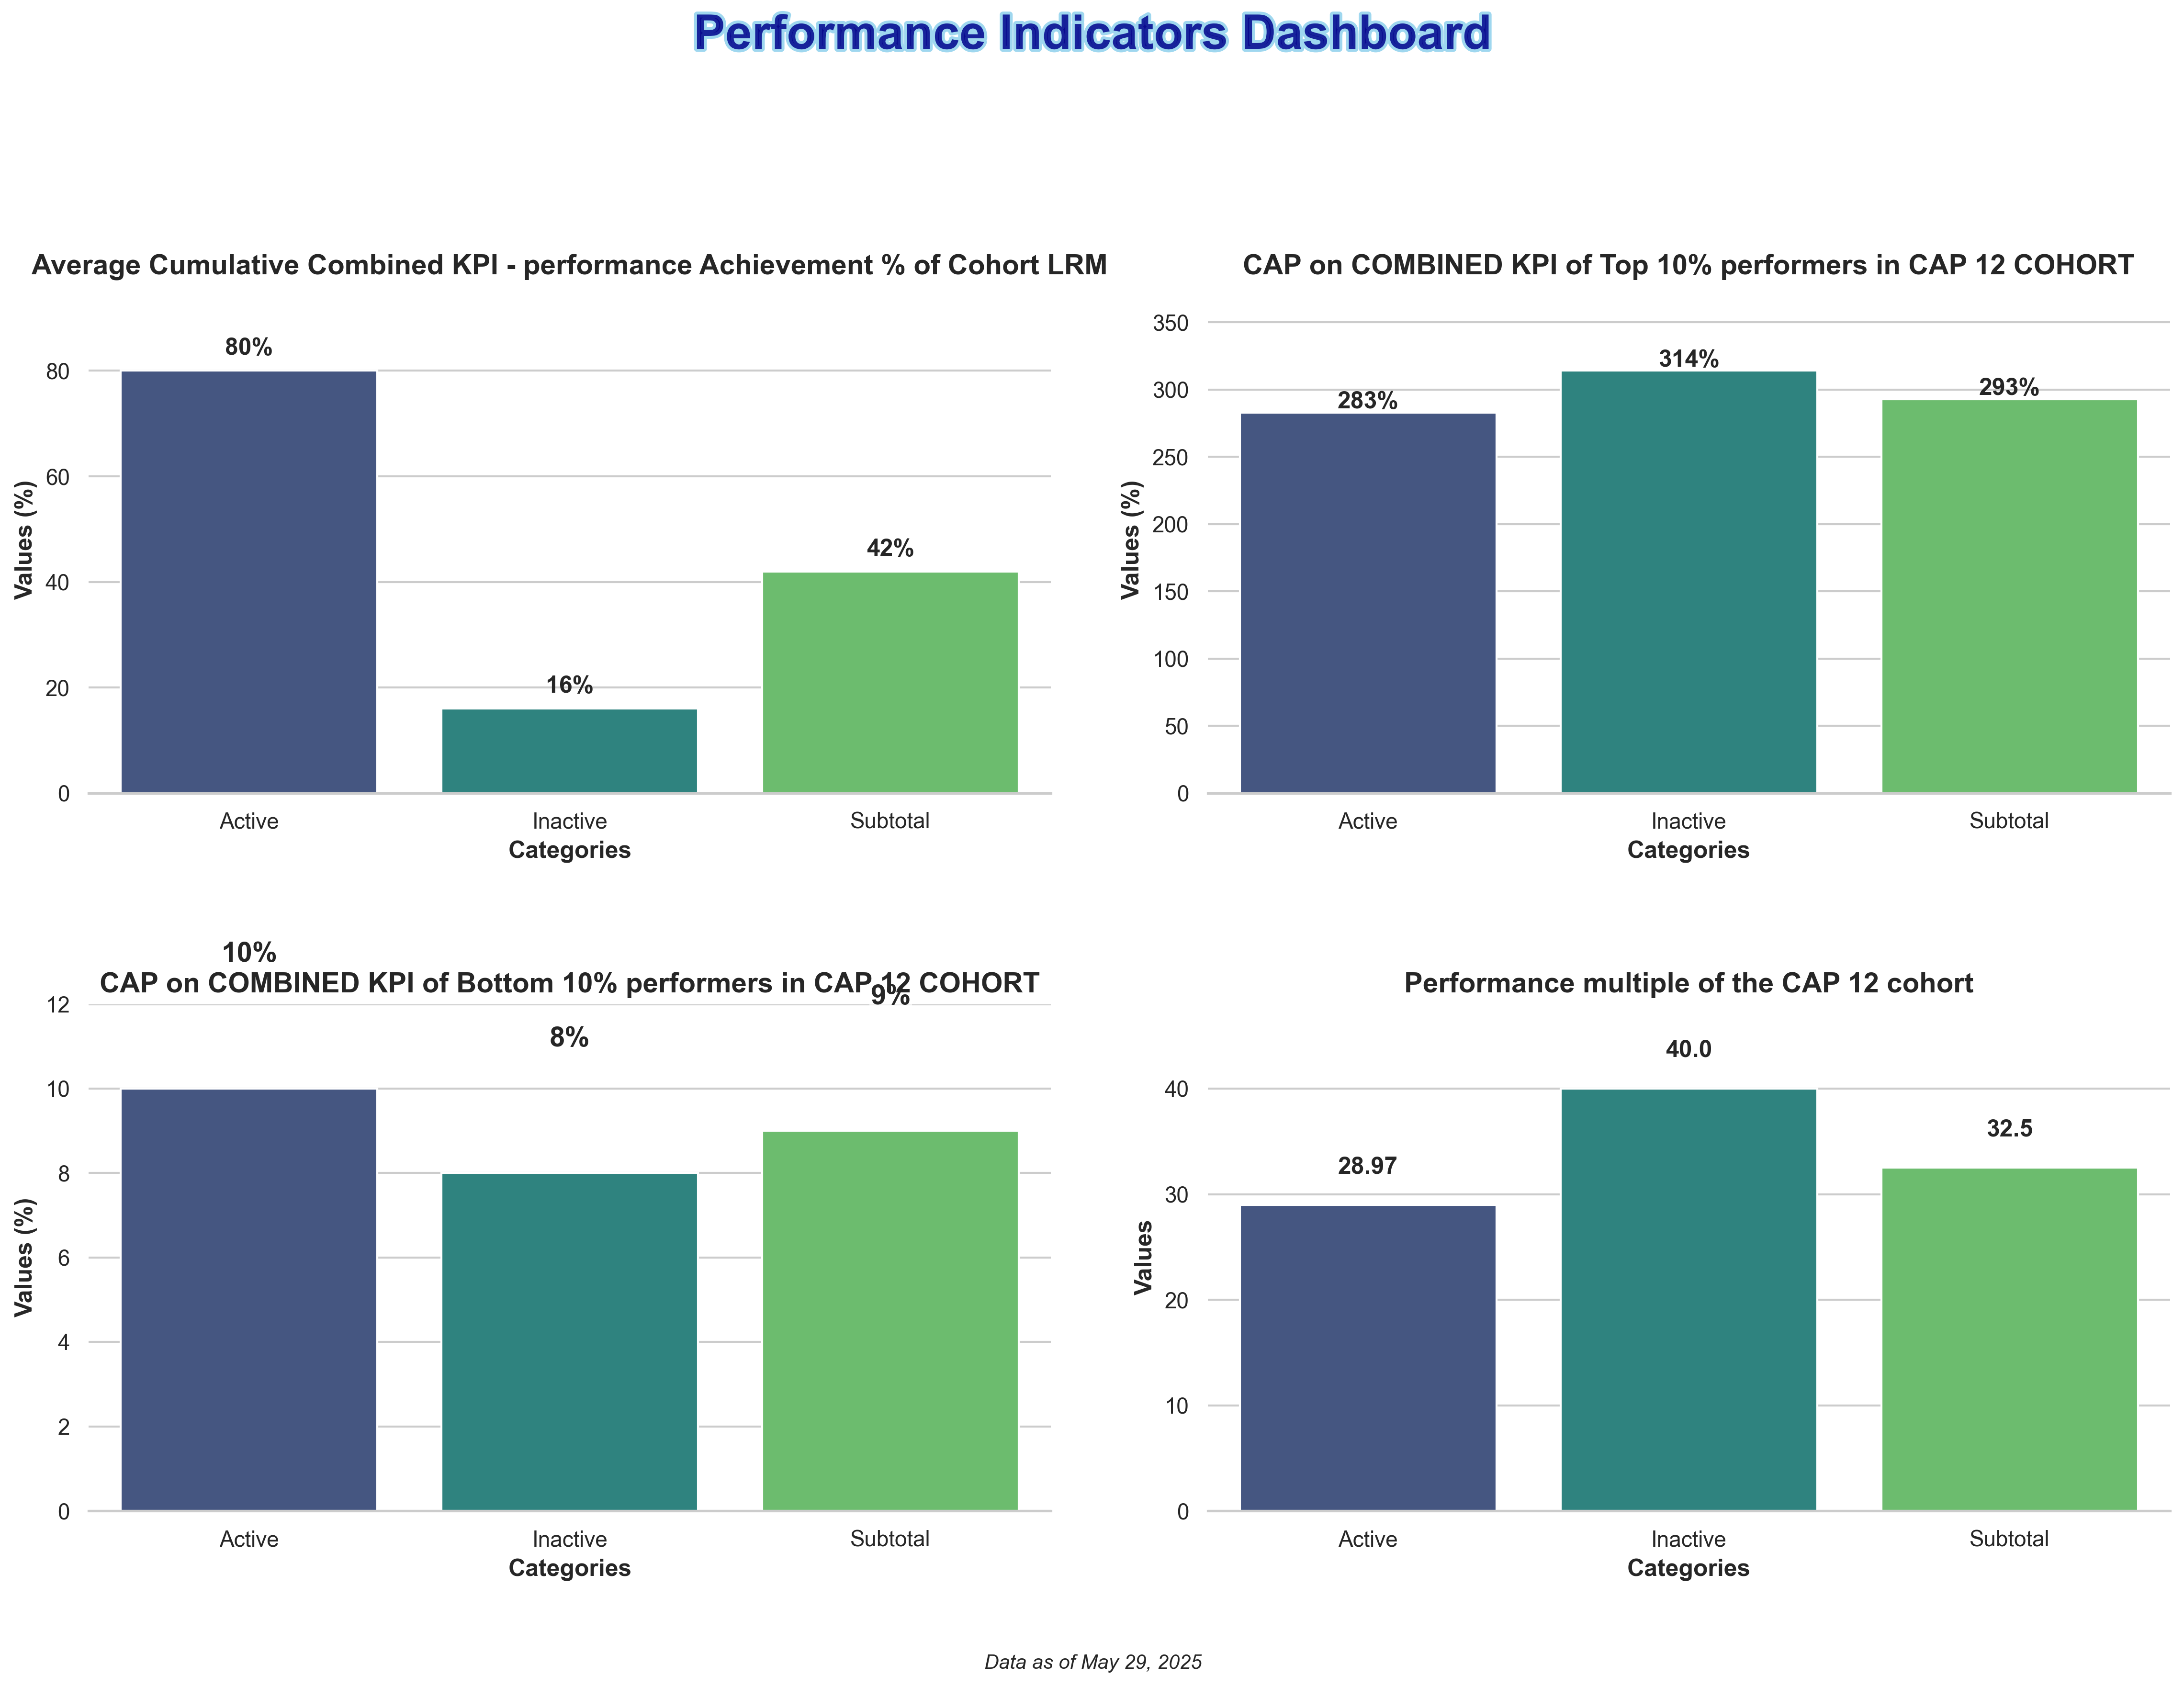 Performance Indicators Dashboard
Average Cumulative Combined KPI - performance Achievement % of Cohort LRM
Values (%)
80
60
40
20
0
80%
16%
42%
Active
Inactive
Subtotal
Categories
CAP on COMBINED KPI of Top 10% performers in CAP 12 COHORT
Values (%)
350
300
250
200
150
100
50
0
283%
314%
293%
Active
Inactive
Subtotal
Categories
CAP on COMBINED KPI of Bottom 10% performers in CAP 12 COHORT
Values (%)
12
10
8
6
4
2
0
10%
8%
9%
Active
Inactive
Subtotal
Categories
Performance multiple of the CAP 12 cohort
Values
40
30
20
10
0
28.97
40.0
32.5
Active
Inactive
Subtotal
Categories
Data as of May 29, 2025